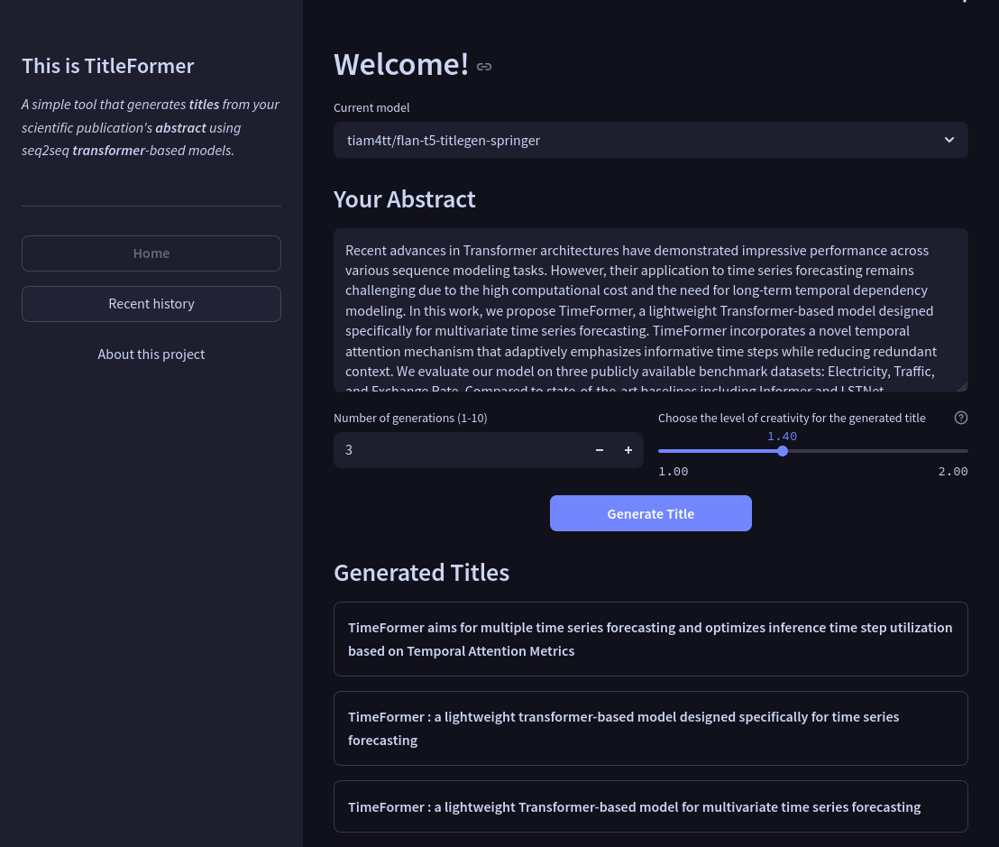 This is TitleFormer
A simple tool that generates titles from your
scientific publication's abstract using
seq2seq transformer-based models.
Home
Recent history
About this project
Welcome!
Current model
tiam4tt/flan-t5-titlegen-springer
Your Abstract
Recent advances in Transformer architectures have demonstrated impressive performance across
various sequence modeling tasks. However, their application to time series forecasting remains
challenging due to the high computational cost and the need for long-term temporal dependency
modeling. In this work, we propose TimeFormer, a lightweight Transformer-based model designed
specifically for multivariate time series forecasting. TimeFormer incorporates a novel temporal
attention mechanism that adaptively emphasizes informative time steps while reducing redundant
context. We evaluate our model on three publicly available benchmark datasets: Electricity, Traffic,
and Exchange Rate. Compared to state-of-the-art baselines including Informer and LSTNet,
Number of generations (1-10)
3
Choose the level of creativity for the generated title
1.40
1.00 2.00
Generate Title
Generated Titles
TimeFormer aims for multiple time series forecasting and optimizes inference time step utilization
based on Temporal Attention Metrics
TimeFormer : a lightweight transformer-based model designed specifically for time series
forecasting
TimeFormer : a lightweight Transformer-based model for multivariate time series forecasting